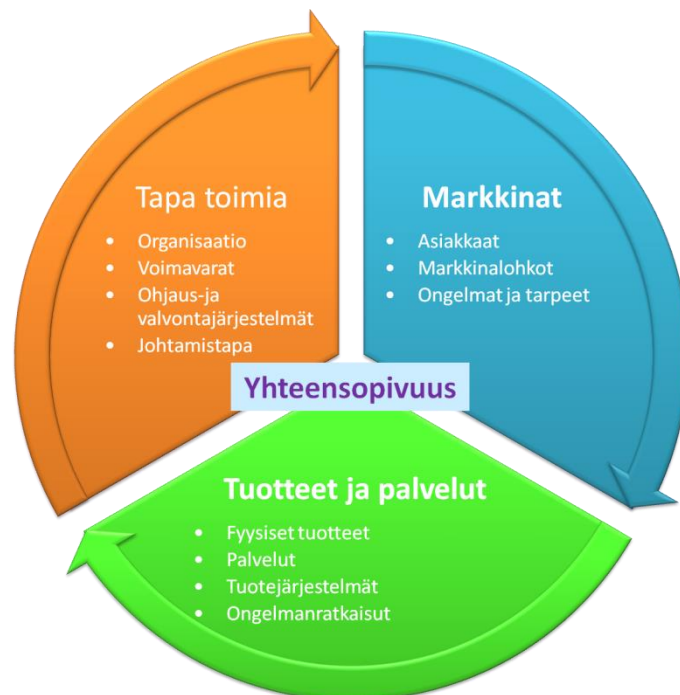 Tapa toimia
• Organisaatio
• Voimavarat
• Ohjaus-ja
valvontajärjestelmät
• Johtamistapa
Markkinat
• Asiakkaat
• Markkinalohkot
• Ongelmat ja tarpeet
Yhteensopivuus
Tuotteet ja palvelut
• Fyysiset tuotteet
• Palvelut
• Tuotejärjestelmät
• Ongelmanratkaisut